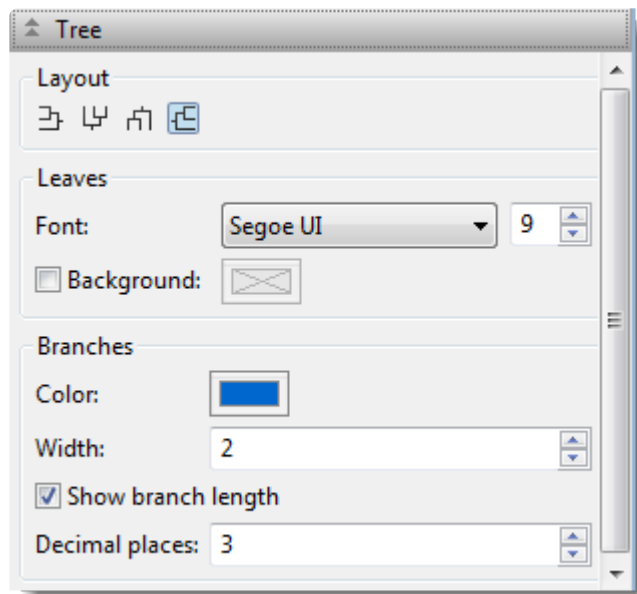 Tree
Layout
Leaves
Font: Segoe UI 9
Background:
Branches
Color:
Width: 2
Show branch length
Decimal places: 3